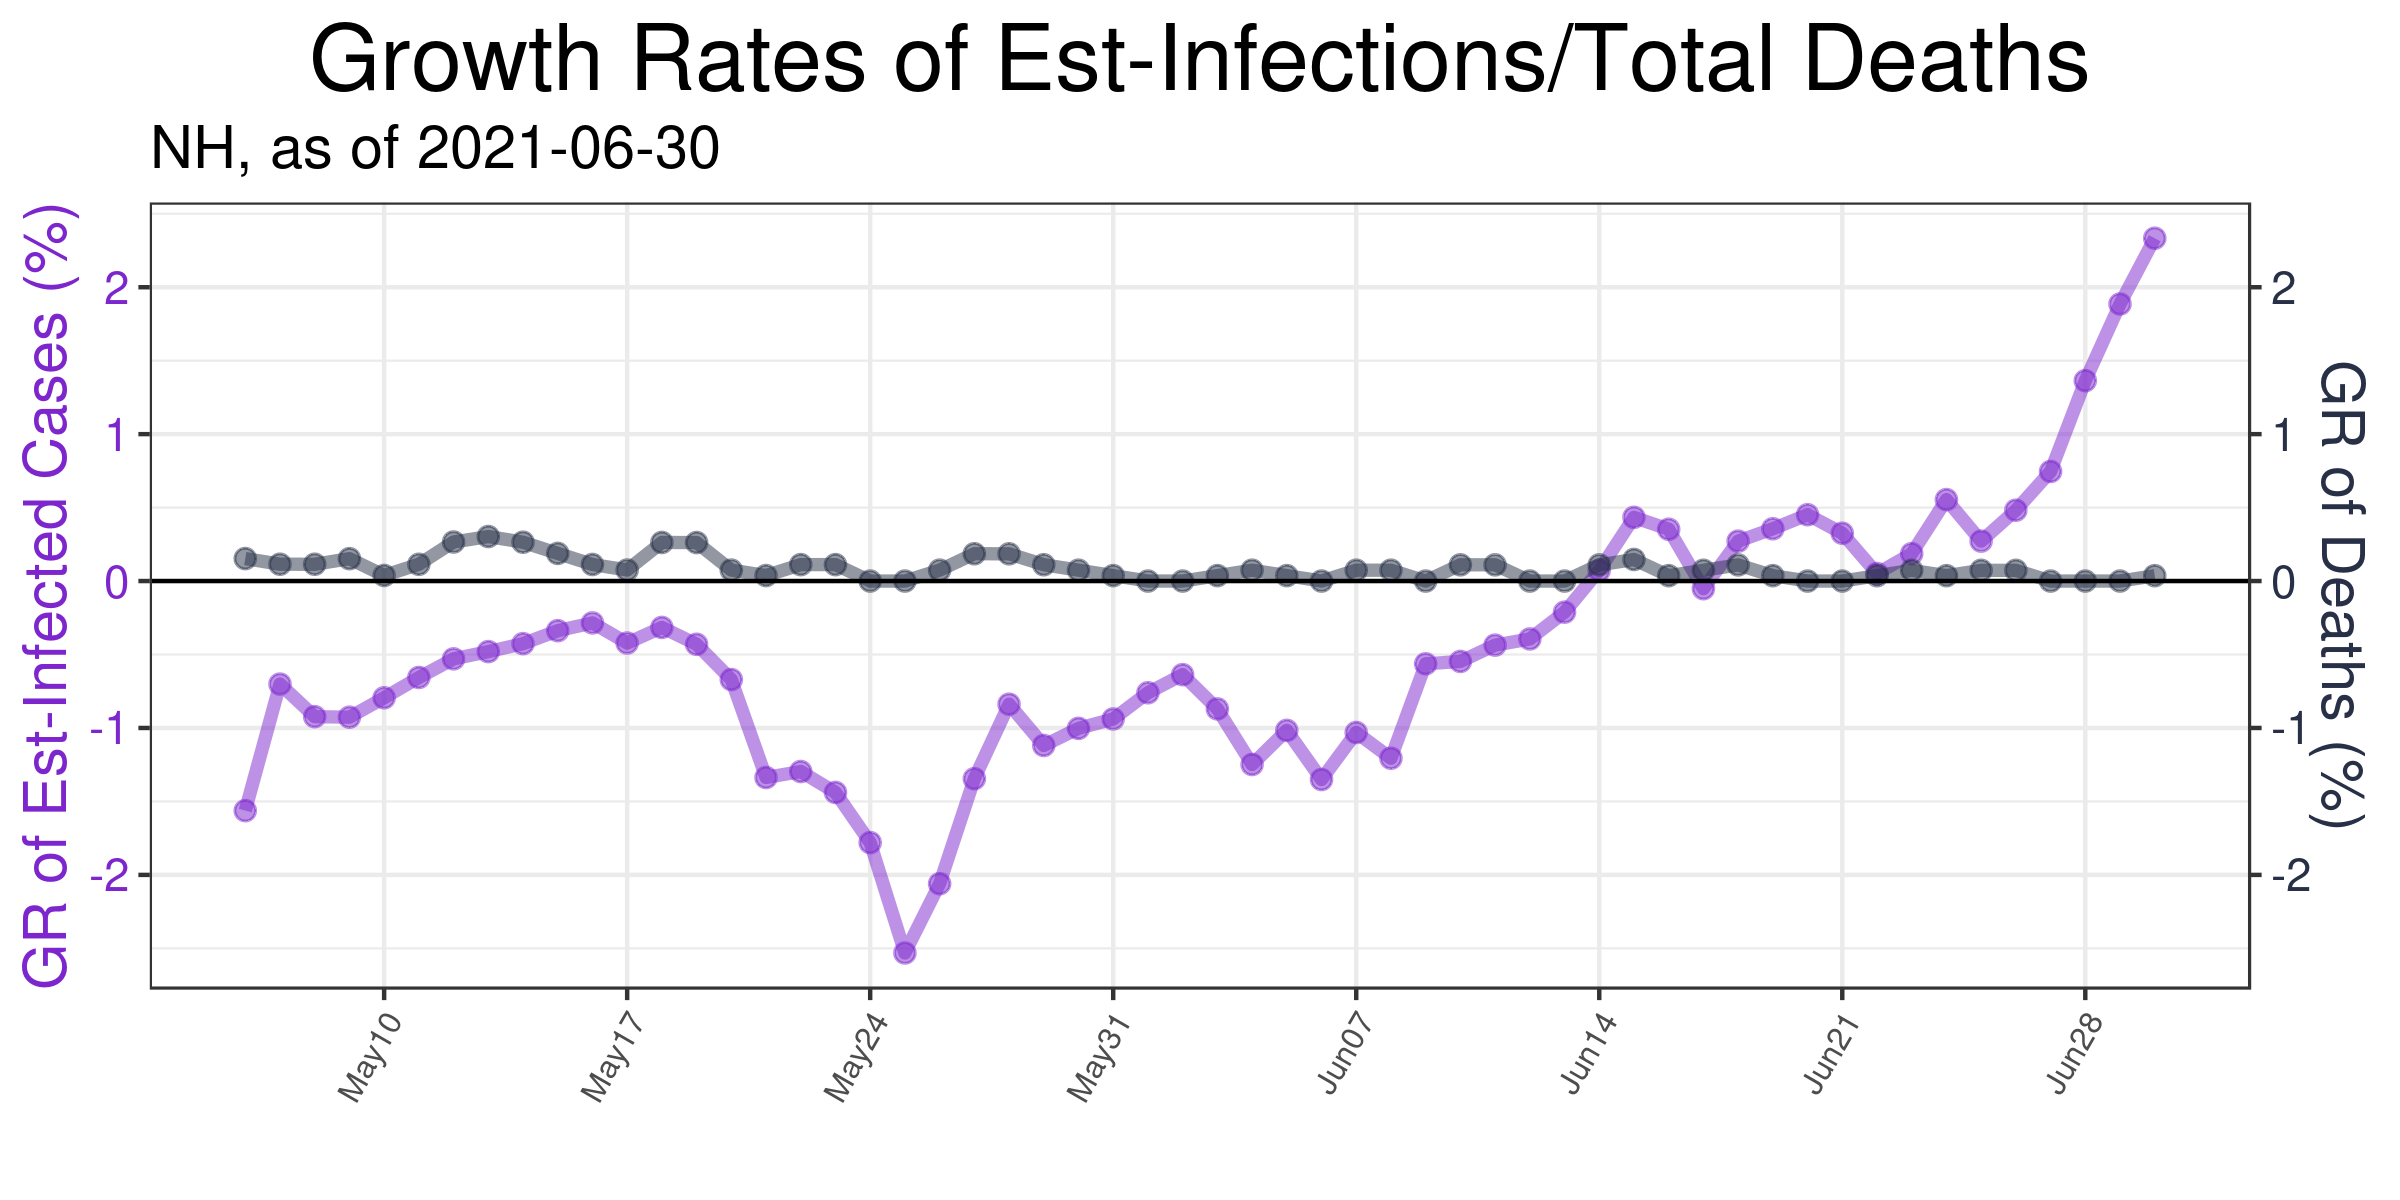 Growth Rates of Est-Infections/Total Deaths
NH, as of 2021-06-30
GR of Est-Infected Cases (%)
2
1
0
-1
-2
2
1
0
-1
-2
GR of Deaths (%)
May10
May17
May24
May31
Jun07
Jun14
Jun21
Jun28